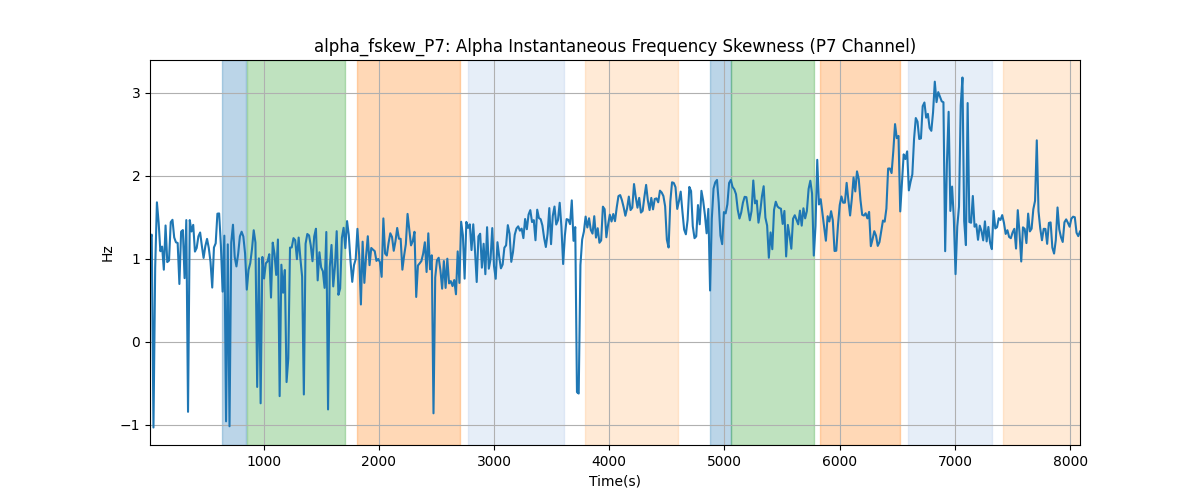 alpha_fskew_P7: Alpha Instantaneous Frequency Skewness (P7 Channel)
3
2
1
0
−1
Hz
1000 2000 3000 4000 5000 6000 7000 8000
Time(s)